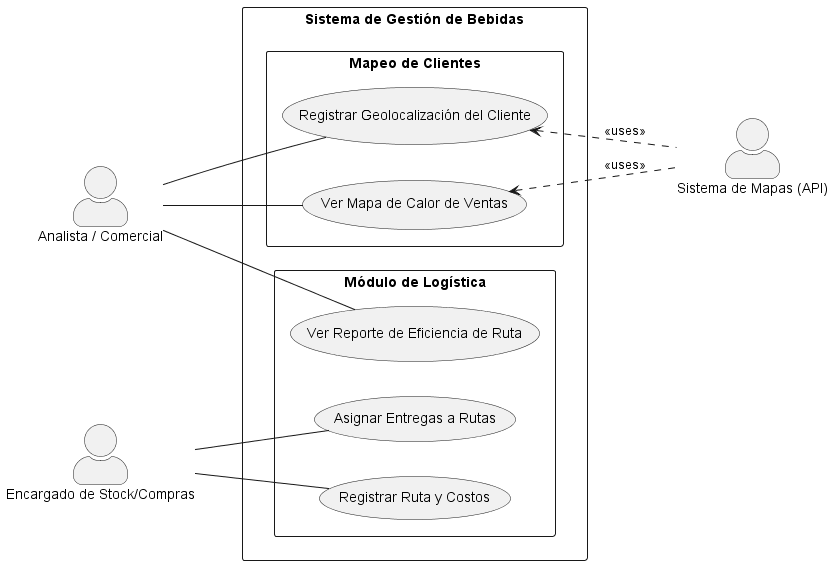 Sistema de Gestión de Bebidas
Mapeo de Clientes
Registrar Geolocalización del Cliente
«uses»
Ver Mapa de Calor de Ventas
«uses»
Sistema de Mapas (API)
Analista / Comercial
Módulo de Logística
Ver Reporte de Eficiencia de Ruta
Asignar Entregas a Rutas
Registrar Ruta y Costos
Encargado de Stock/Compras